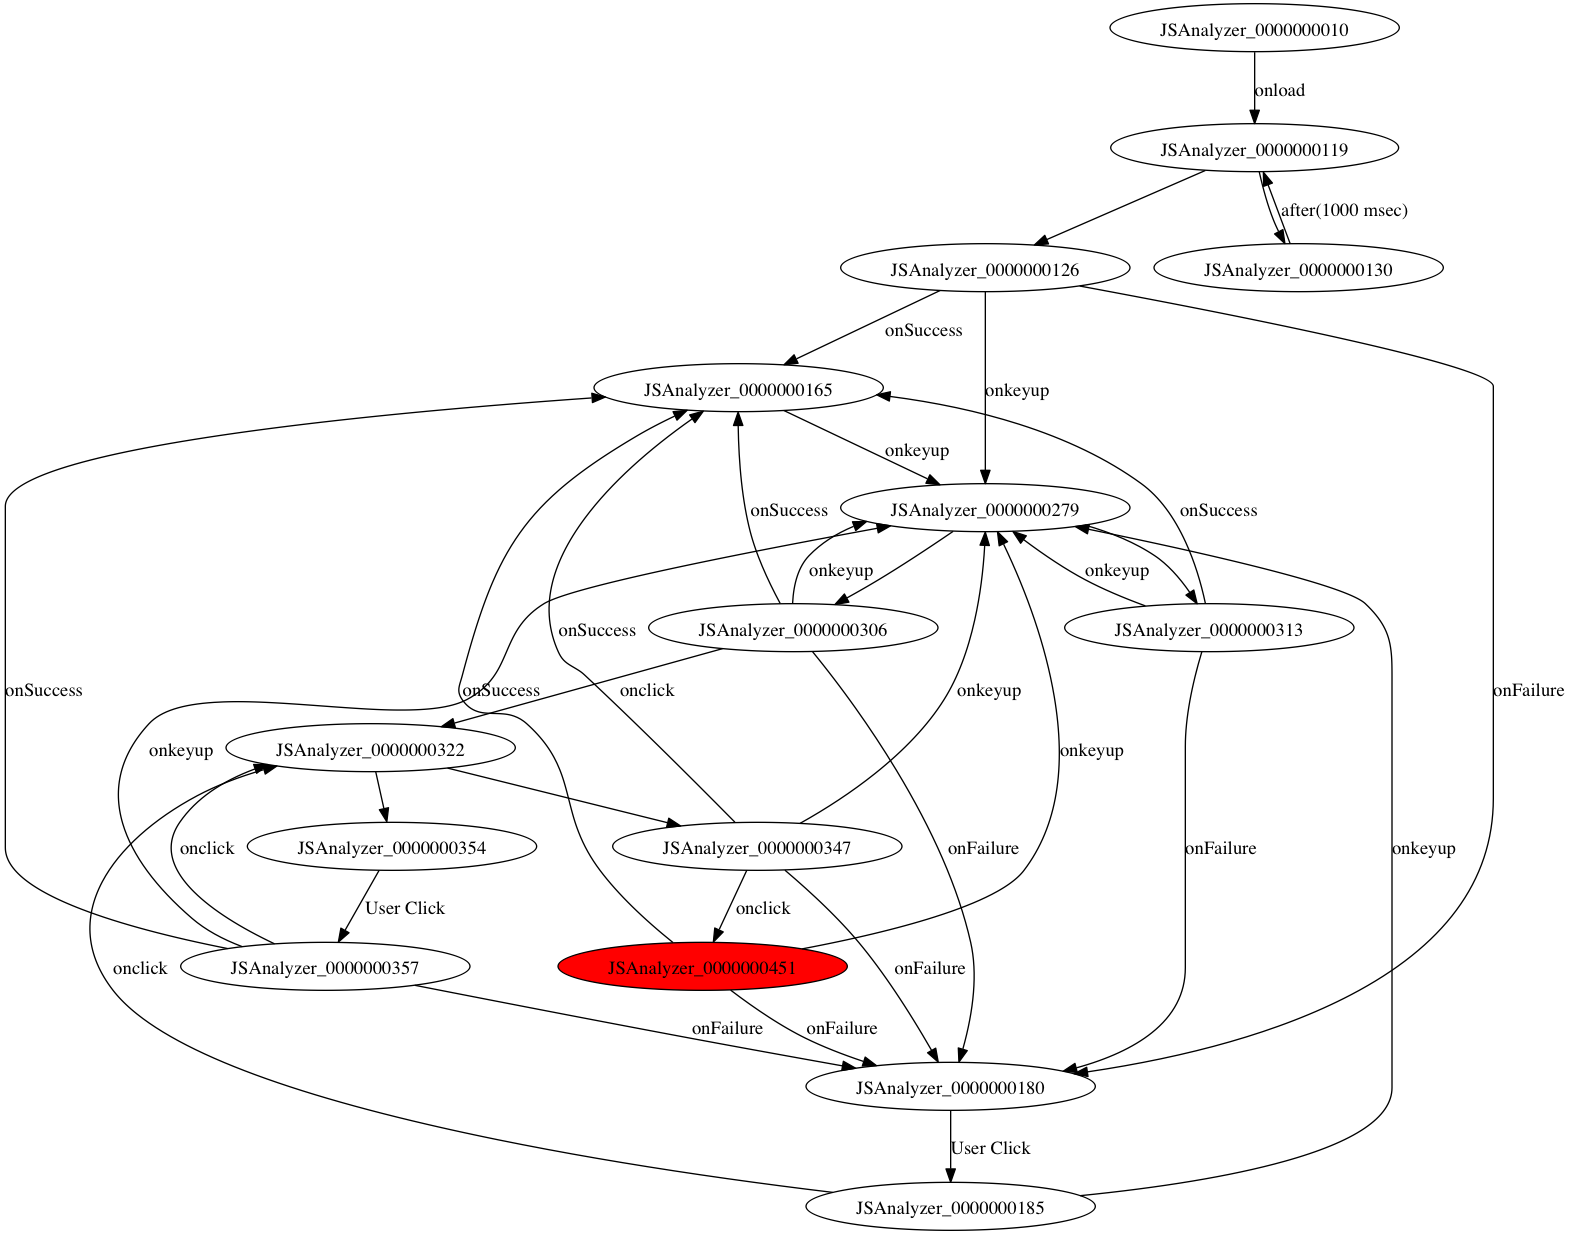 JSAnalyzer_0000000010
onload
JSAnalyzer_0000000119
after(1000 msec)
JSAnalyzer_0000000126
JSAnalyzer_0000000130
onSuccess
JSAnalyzer_0000000165
onkeyup
onkeyup
JSAnalyzer_0000000279
onSuccess
onSuccess
onkeyup
onkeyup
onSuccess
JSAnalyzer_0000000306
JSAnalyzer_0000000313
onSuccess
onSuccess
onclick
onkeyup
onFailure
JSAnalyzer_0000000322
onkeyup
onkeyup
JSAnalyzer_0000000354
JSAnalyzer_0000000347
onclick
onFailure
onFailure
onkeyup
User Click
onclick
JSAnalyzer_0000000357
JSAnalyzer_0000000451
onclick
onFailure
onFailure
onFailure
JSAnalyzer_0000000180
User Click
JSAnalyzer_0000000185